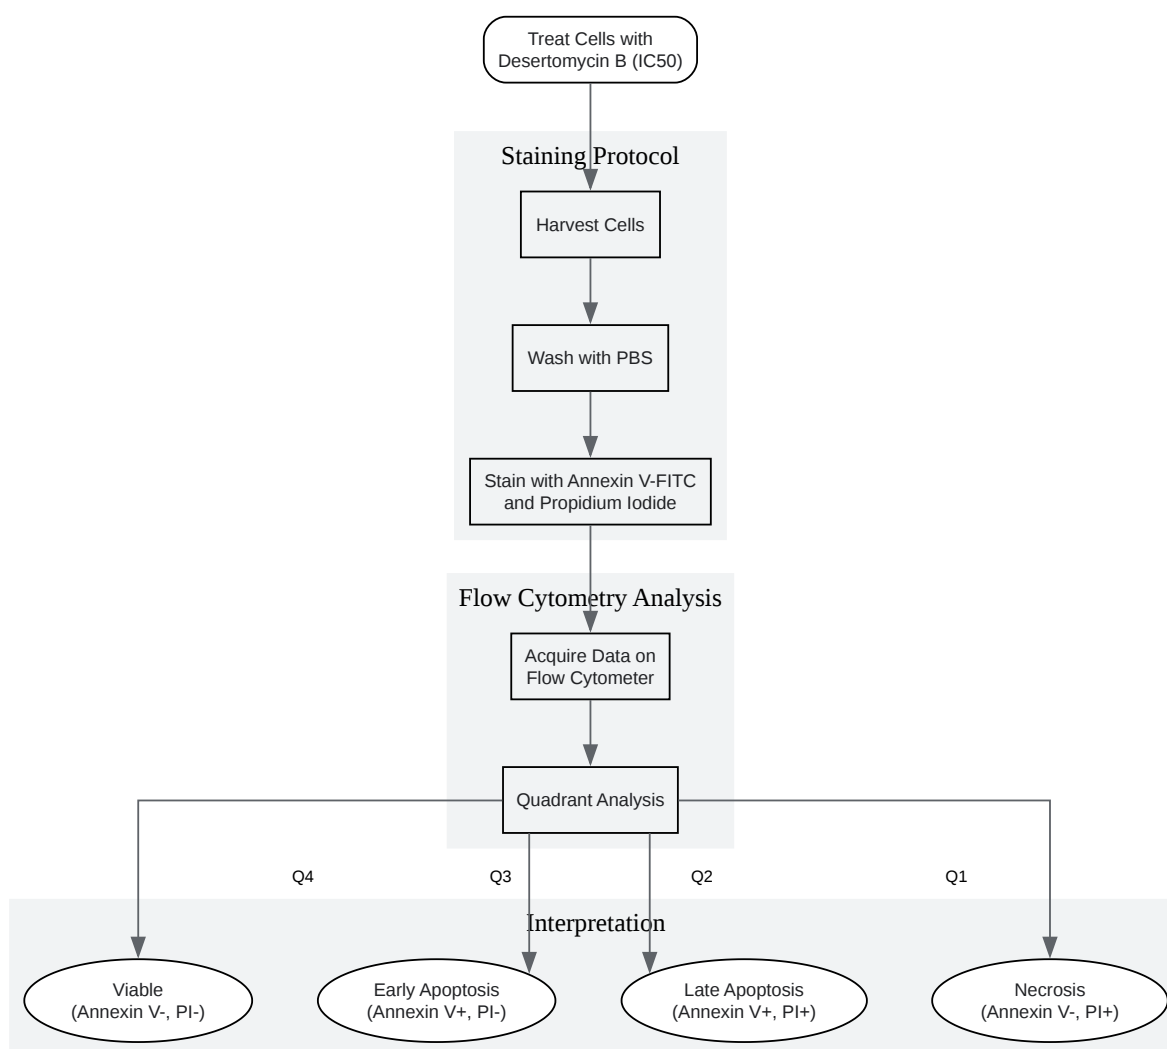 Treat Cells with
Desertomycin B (IC50)
Staining Protocol
Harvest Cells
Wash with PBS
Stain with Annexin V-FITC
and Propidium Iodide
Flow Cytometry Analysis
Acquire Data on
Flow Cytometer
Quadrant Analysis
Q4
Q3
Q2
Q1
Interpretation
Viable
(Annexin V-, PI-)
Early Apoptosis
(Annexin V+, PI-)
Late Apoptosis
(Annexin V+, PI+)
Necrosis
(Annexin V-, PI+)